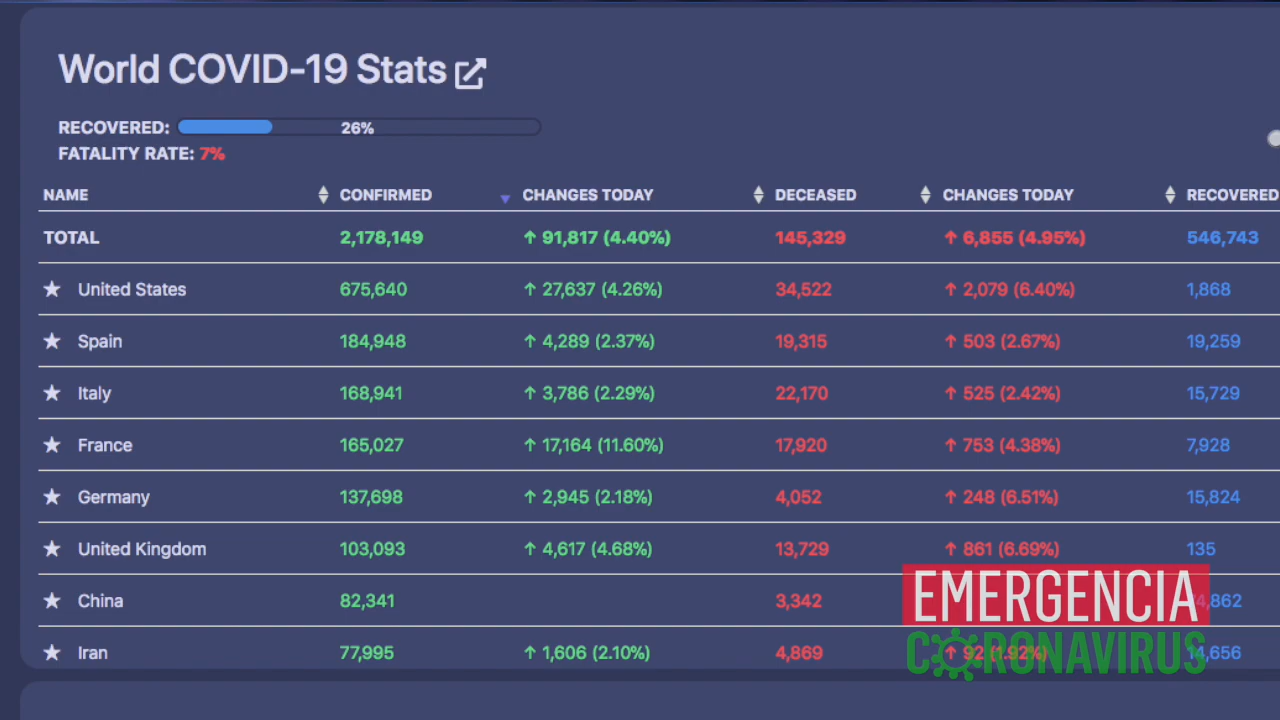 World COVID-19 Stats
RECOVERED: 26%
FATALITY RATE: 7%
NAME CONFIRMED CHANGES TODAY DECEASED CHANGES TODAY RECOVERED
TOTAL 2,178,149 ↑ 91,817 (4.40%) 145,329 ↑ 6,855 (4.95%) 546,743
★ United States 675,640 ↑ 27,637 (4.26%) 34,522 ↑ 2,079 (6.40%) 1,868
★ Spain 184,948 ↑ 4,289 (2.37%) 19,315 ↑ 503 (2.67%) 19,259
★ Italy 168,941 ↑ 3,786 (2.29%) 22,170 ↑ 525 (2.42%) 15,729
★ France 165,027 ↑ 17,164 (11.60%) 17,920 ↑ 753 (4.38%) 7,928
★ Germany 137,698 ↑ 2,945 (2.18%) 4,052 ↑ 248 (6.51%) 15,824
★ United Kingdom 103,093 ↑ 4,617 (4.68%) 13,729 ↑ 861 (6.69%) 135
★ China 82,341 3,342
★ Iran 77,995 ↑ 1,606 (2.10%) 4,869 ↑ 92 (1.92%)
EMERGENCIA
CORONAVIRUS